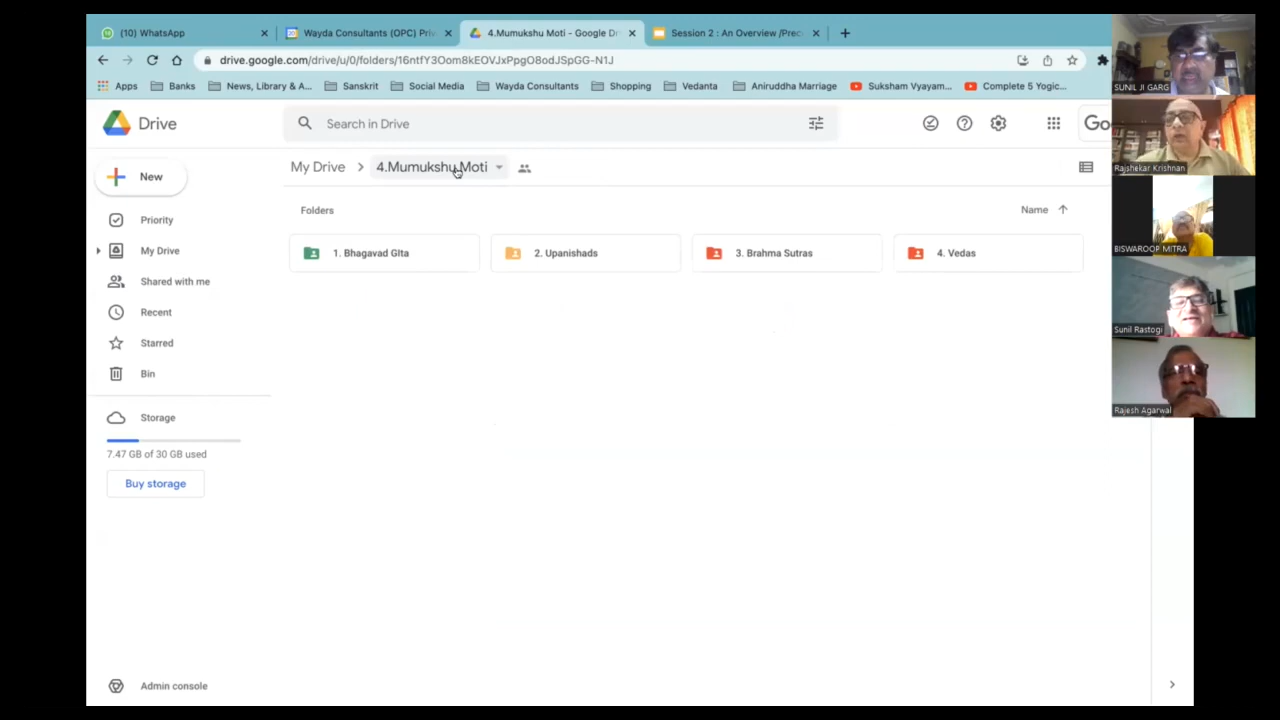 (10) WhatsApp
Wayda Consultants (OPC) Priv
4.Mumukshu Moti - Google Dr
Session 2 : An Overview /Prec
drive.google.com/drive/u/0/folders/16ntfY3Oom8kEOVJxPpgO8odJSpGG-N1J
Apps
Banks
News, Library & A...
Sanskrit
Social Media
Wayda Consultants
Shopping
Vedanta
Aniruddha Marriage
Suksham Vyayam...
Complete 5 Yogic...
Drive
Search in Drive
Go
New
My Drive
4.Mumukshu Moti
Priority
My Drive
Shared with me
Recent
Starred
Bin
Storage
7.47 GB of 30 GB used
Buy storage
Admin console
Folders
Name
1. Bhagavad GIta
2. Upanishads
3. Brahma Sutras
4. Vedas
SUNIL JI GARG
Rajshekar Krishnan
BISWAROOP MITRA
Sunil Rastogi
Rajesh Agarwal